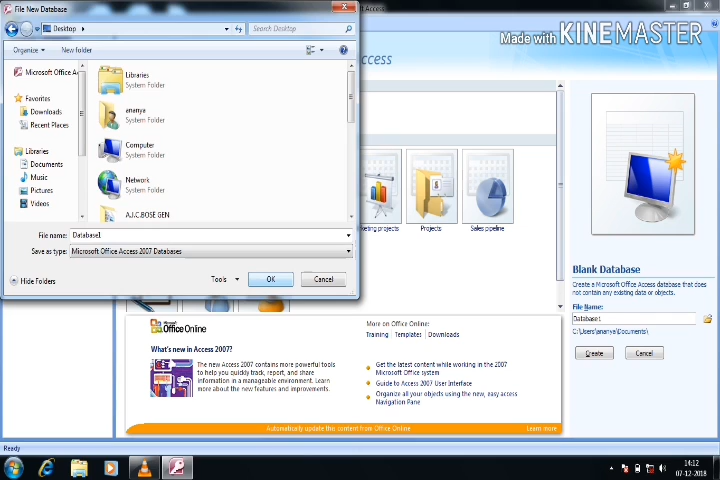 File New Database
t Access
Desktop
Search Desktop
Organize
New folder
Microsoft Office A
Favorites
Downloads
Recent Places
Libraries
Documents
Music
Pictures
Videos
Libraries
System Folder
ananya
System Folder
Computer
System Folder
Network
System Folder
A.J.C.BOSE GEN
File name:
Database1
Save as type:
Microsoft Office Access 2007 Databases
Hide Folders
Tools
OK
Cancel
Made with KINEMASTER
ccess
keting projects
Projects
Sales pipeline
Blank Database
Create a Microsoft Office Access database that does
not contain any existing data or objects.
File Name:
Database1
C:\Users\ananya\Documents\
Create
Cancel
Office Online
What's new in Access 2007?
The new Access 2007 contains more powerful tools
to help you quickly track, report, and share
information in a manageable environment. Learn
more about the new features and improvements.
More on Office Online:
Training | Templates | Downloads
Get the latest content while working in the 2007
Microsoft Office system
Guide to Access 2007 User Interface
Organize all your objects using the new, easy access
Navigation Pane
Automatically update this content from Office Online
Learn more
Ready
14:12
07-12-2018